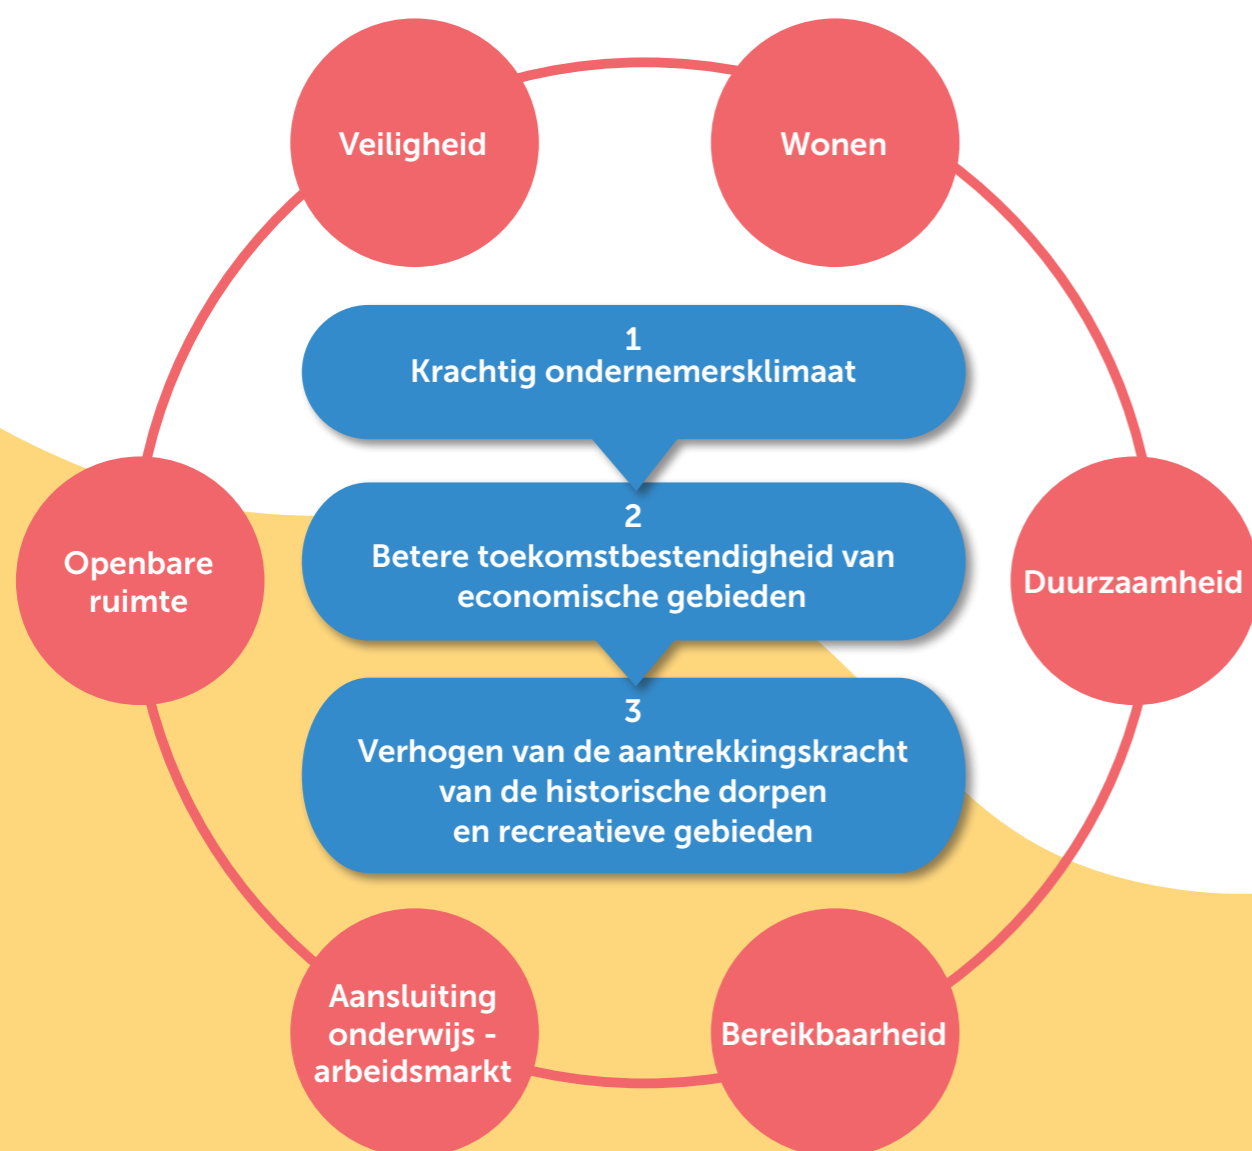 Veiligheid
Wonen
1
Krachtig ondernemersklimaat
2
Betere toekomstbestendigheid van
economische gebieden
Openbare
ruimte
Duurzaamheid
3
Verhogen van de aantrekkingskracht
van de historische dorpen
en recreatieve gebieden
Aansluiting
onderwijs -
arbeidsmarkt
Bereikbaarheid